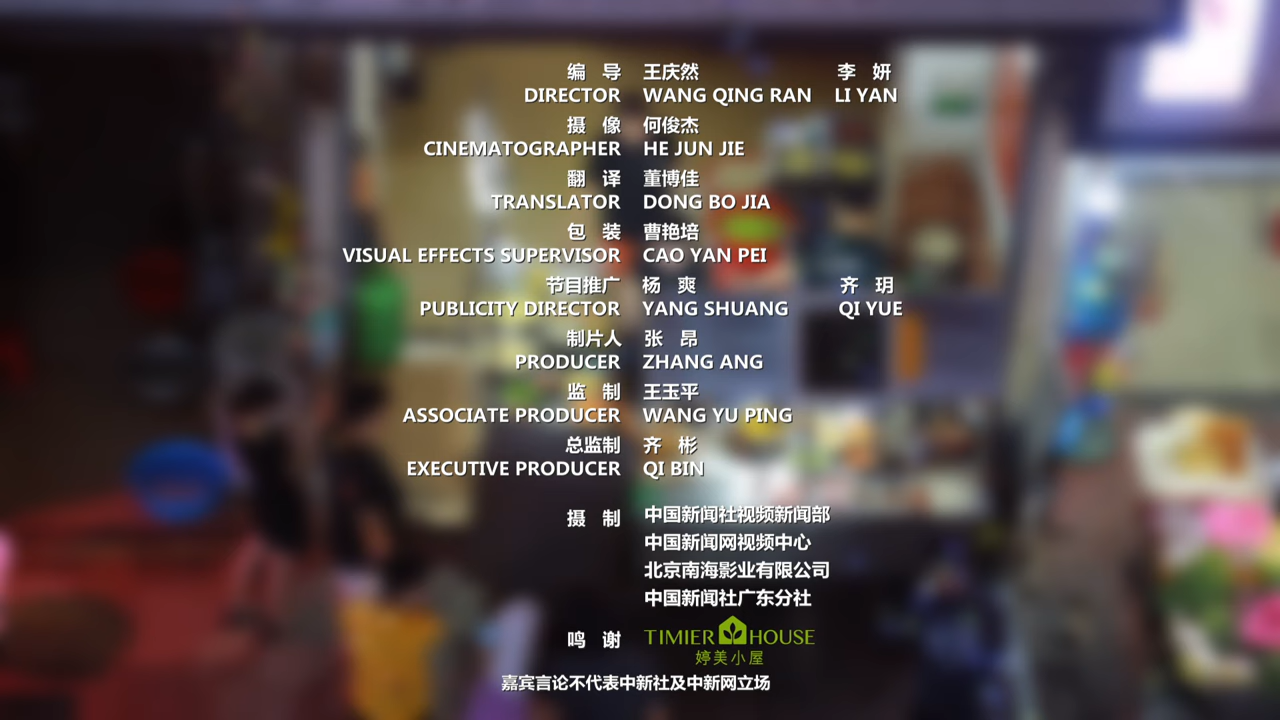 编 导 王庆然 李 妍
DIRECTOR WANG QING RAN LI YAN
摄 像 何俊杰
CINEMATOGRAPHER HE JUN JIE
翻 译 董博佳
TRANSLATOR DONG BO JIA
包 装 曹艳培
VISUAL EFFECTS SUPERVISOR CAO YAN PEI
节目推广 杨 爽 齐 玥
PUBLICITY DIRECTOR YANG SHUANG QI YUE
制片人 张 昂
PRODUCER ZHANG ANG
监 制 王玉平
ASSOCIATE PRODUCER WANG YU PING
总监制 齐 彬
EXECUTIVE PRODUCER QI BIN
摄 制 中国新闻社视频新闻部
中国新闻网视频中心
北京南海影业有限公司
中国新闻社广东分社
鸣 谢 TIMIER HOUSE
婷美小屋
嘉宾言论不代表中新社及中新网立场